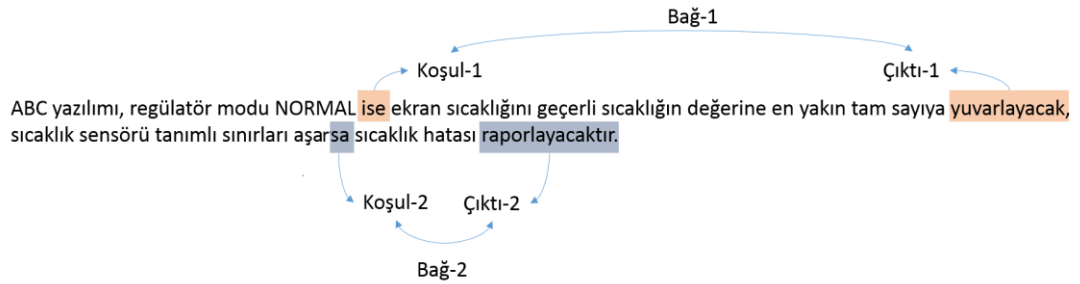 Bağ-1
Koşul-1 Çıktı-1
ABC yazılımı, regülatör modu NORMAL ise ekran sıcaklığını geçerli sıcaklığın değerine en yakın tam sayıya yuvarlayacak,
sıcaklık sensörü tanımlı sınırları aşarsa sıcaklık hatası raporlayacaktır.
Koşul-2 Çıktı-2
Bağ-2